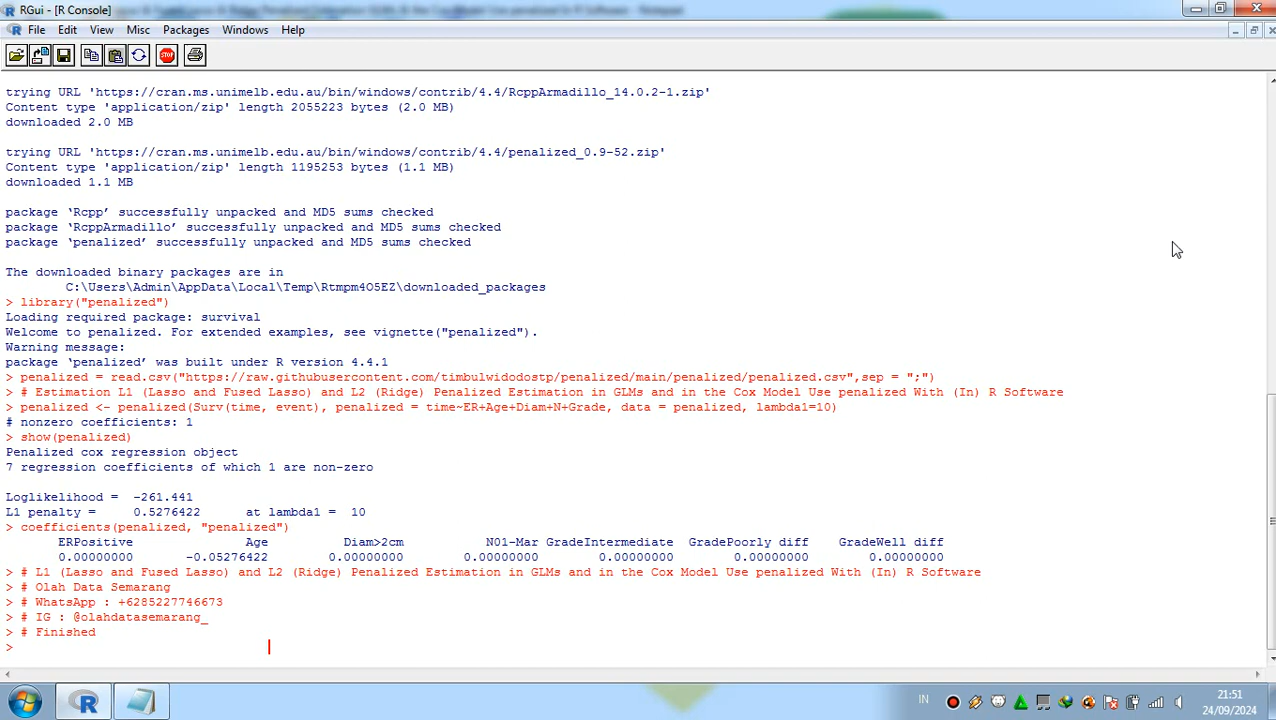 RGui - [R Console]
File Edit View Misc Packages Windows Help
STOP
trying URL 'https://cran.ms.unimelb.edu.au/bin/windows/contrib/4.4/RcppArmadillo_14.0.2-1.zip'
Content type 'application/zip' length 2055223 bytes (2.0 MB)
downloaded 2.0 MB
trying URL 'https://cran.ms.unimelb.edu.au/bin/windows/contrib/4.4/penalized_0.9-52.zip'
Content type 'application/zip' length 1195253 bytes (1.1 MB)
downloaded 1.1 MB
package ‘Rcpp’ successfully unpacked and MD5 sums checked
package ‘RcppArmadillo’ successfully unpacked and MD5 sums checked
package ‘penalized’ successfully unpacked and MD5 sums checked
The downloaded binary packages are in
C:\Users\Admin\AppData\Local\Temp\Rtmpm4O5EZ\downloaded_packages
> library("penalized")
Loading required package: survival
Welcome to penalized. For extended examples, see vignette("penalized").
Warning message:
package ‘penalized’ was built under R version 4.4.1
> penalized = read.csv("https://raw.githubusercontent.com/timbulwidodostp/penalized/main/penalized/penalized.csv",sep = ";")
> # Estimation L1 (Lasso and Fused Lasso) and L2 (Ridge) Penalized Estimation in GLMs and in the Cox Model Use penalized With (In) R Software
> penalized <- penalized(Surv(time, event), penalized = time~ER+Age+Diam+N+Grade, data = penalized, lambda1=10)
# nonzero coefficients: 1
> show(penalized)
Penalized cox regression object
7 regression coefficients of which 1 are non-zero
Loglikelihood = -261.441
L1 penalty = 0.5276422 at lambda1 = 10
> coefficients(penalized, "penalized")
ERPositive Age Diam>2cm N01-Mar GradeIntermediate GradePoorly diff GradeWell diff
0.00000000 -0.05276422 0.00000000 0.00000000 0.00000000 0.00000000 0.00000000
> # L1 (Lasso and Fused Lasso) and L2 (Ridge) Penalized Estimation in GLMs and in the Cox Model Use penalized With (In) R Software
> # Olah Data Semarang
> # WhatsApp : +6285227746673
> # IG : @olahdatasemarang_
> # Finished
>
IN
21:51
24/09/2024